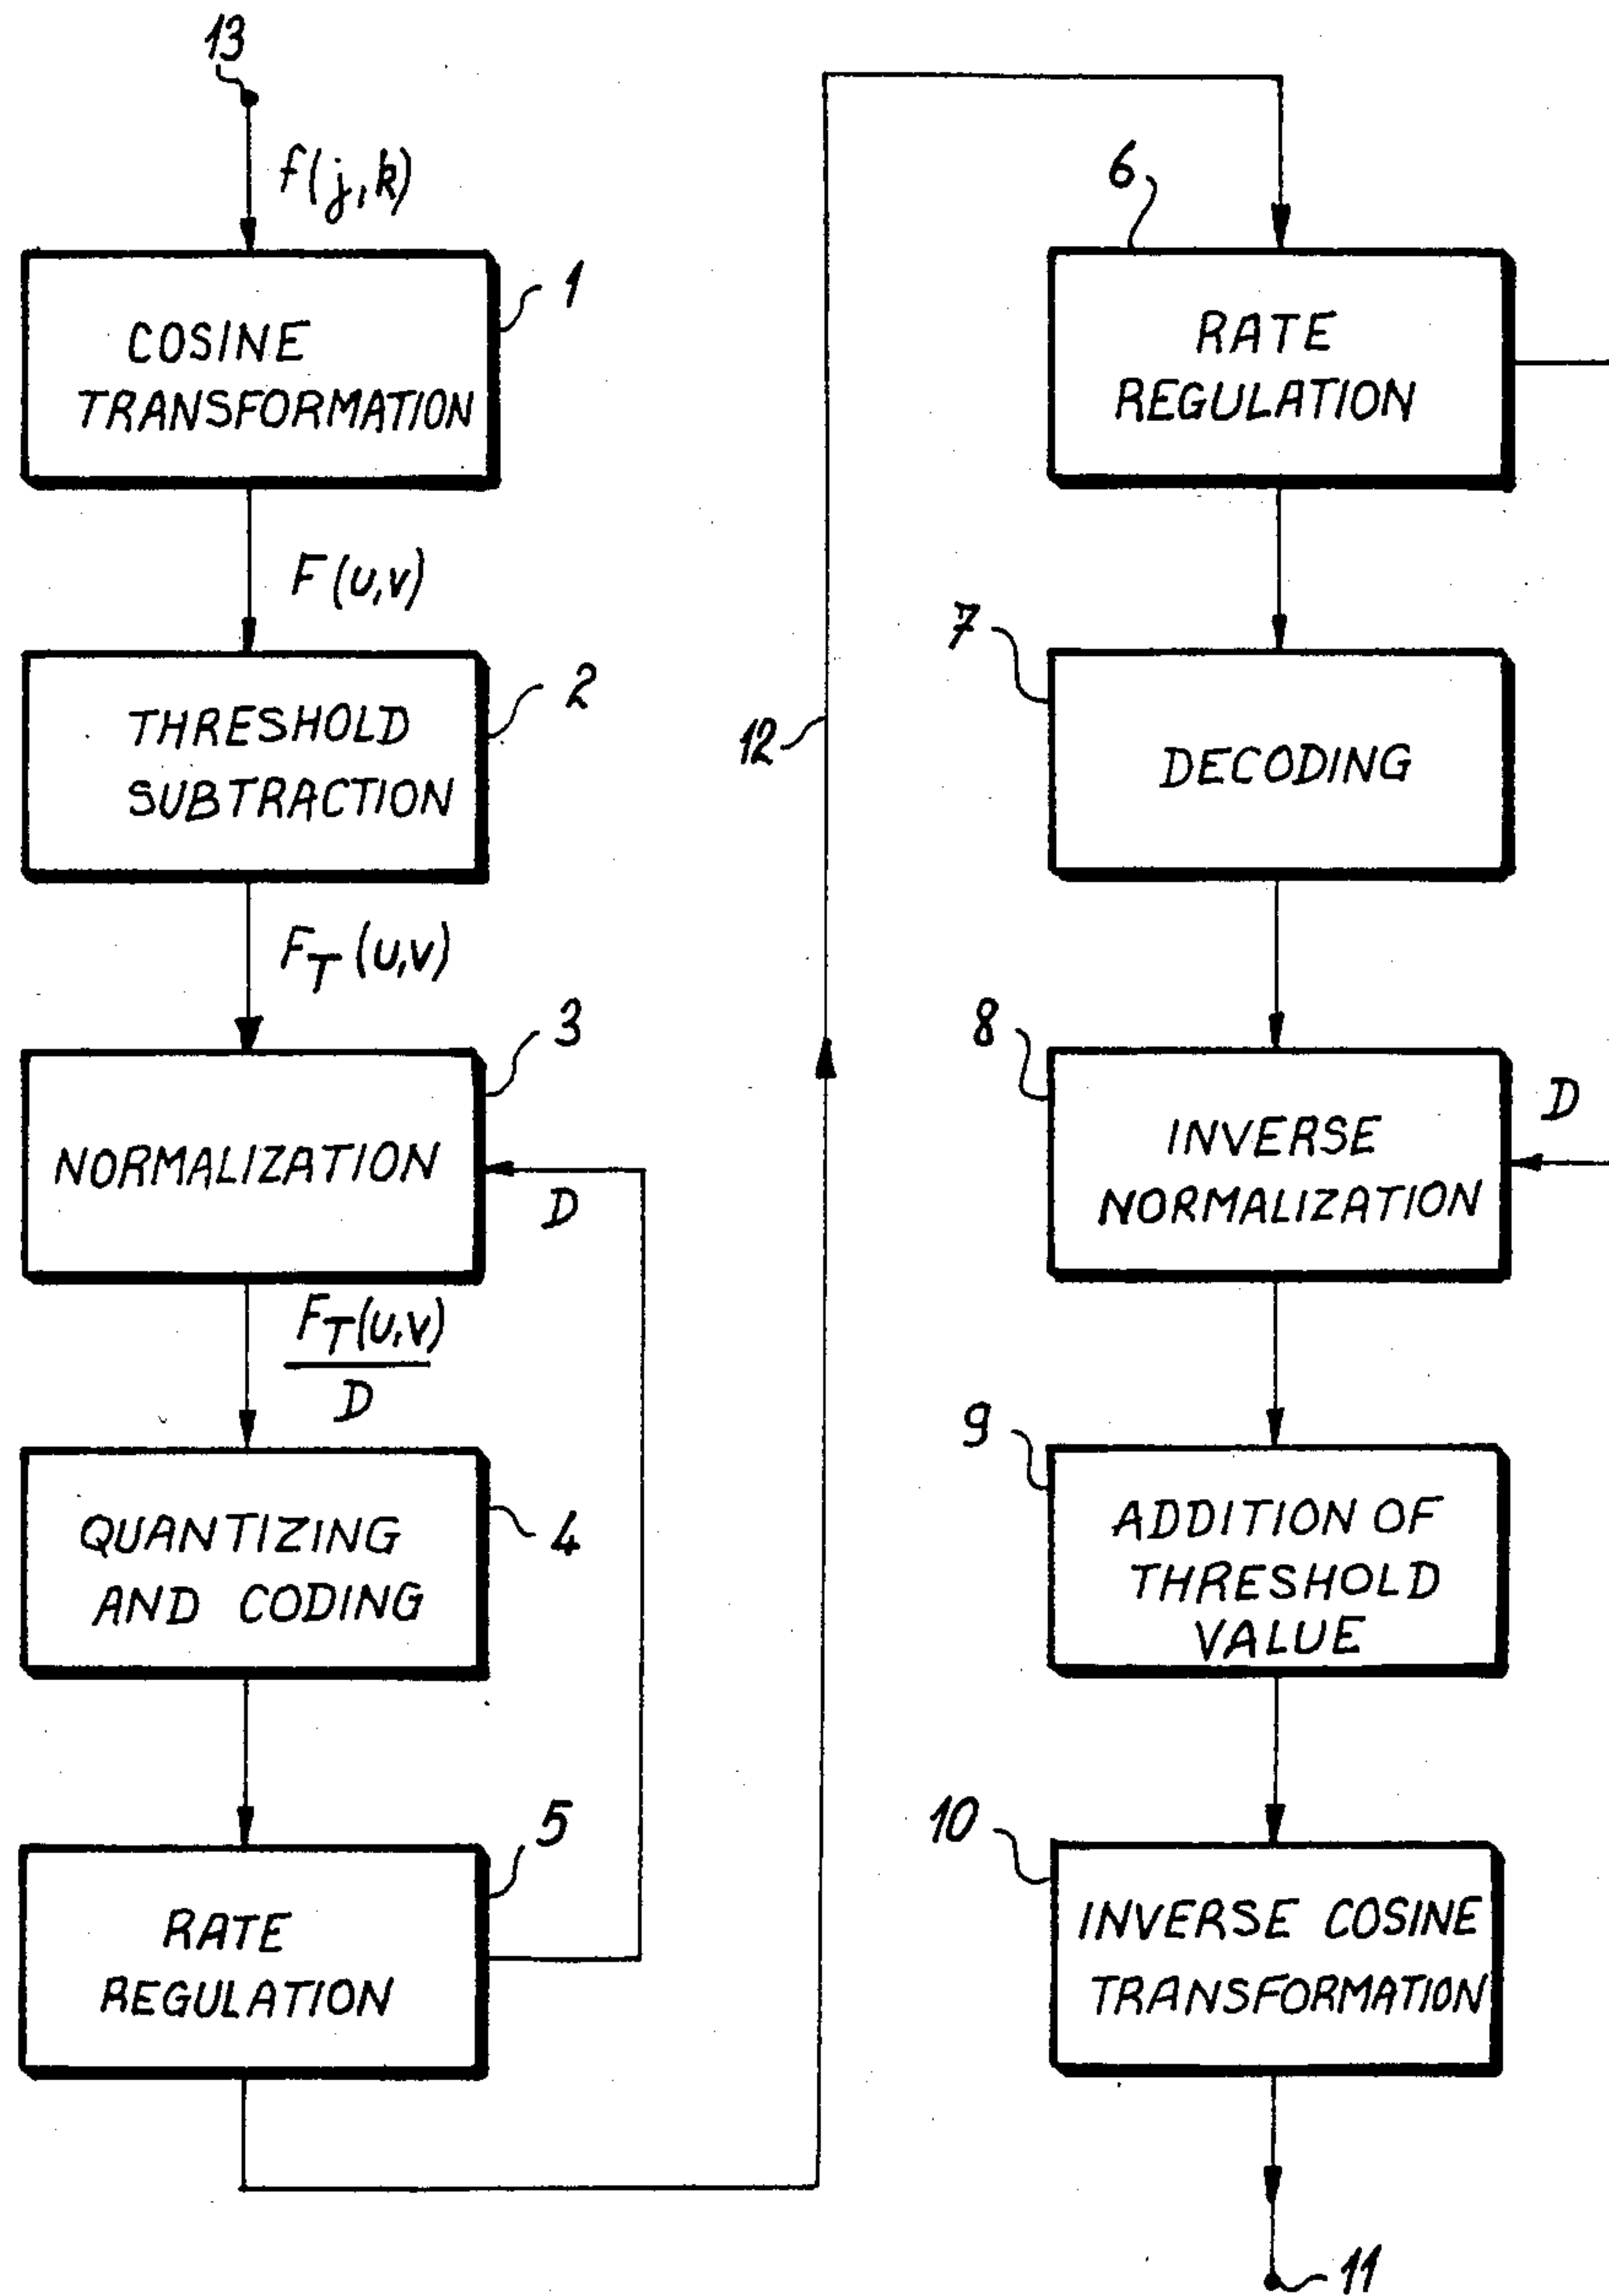 13
f(j,k)
1
COSINE
TRANSFORMATION
F(u,v)
2
THRESHOLD
SUBTRACTION
F_T(u,v)
3
NORMALIZATION
D
F_T(u,v)
D
4
QUANTIZING
AND CODING
5
RATE
REGULATION
12
6
RATE
REGULATION
7
DECODING
8
D
INVERSE
NORMALIZATION
9
ADDITION OF
THRESHOLD
VALUE
10
INVERSE COSINE
TRANSFORMATION
11